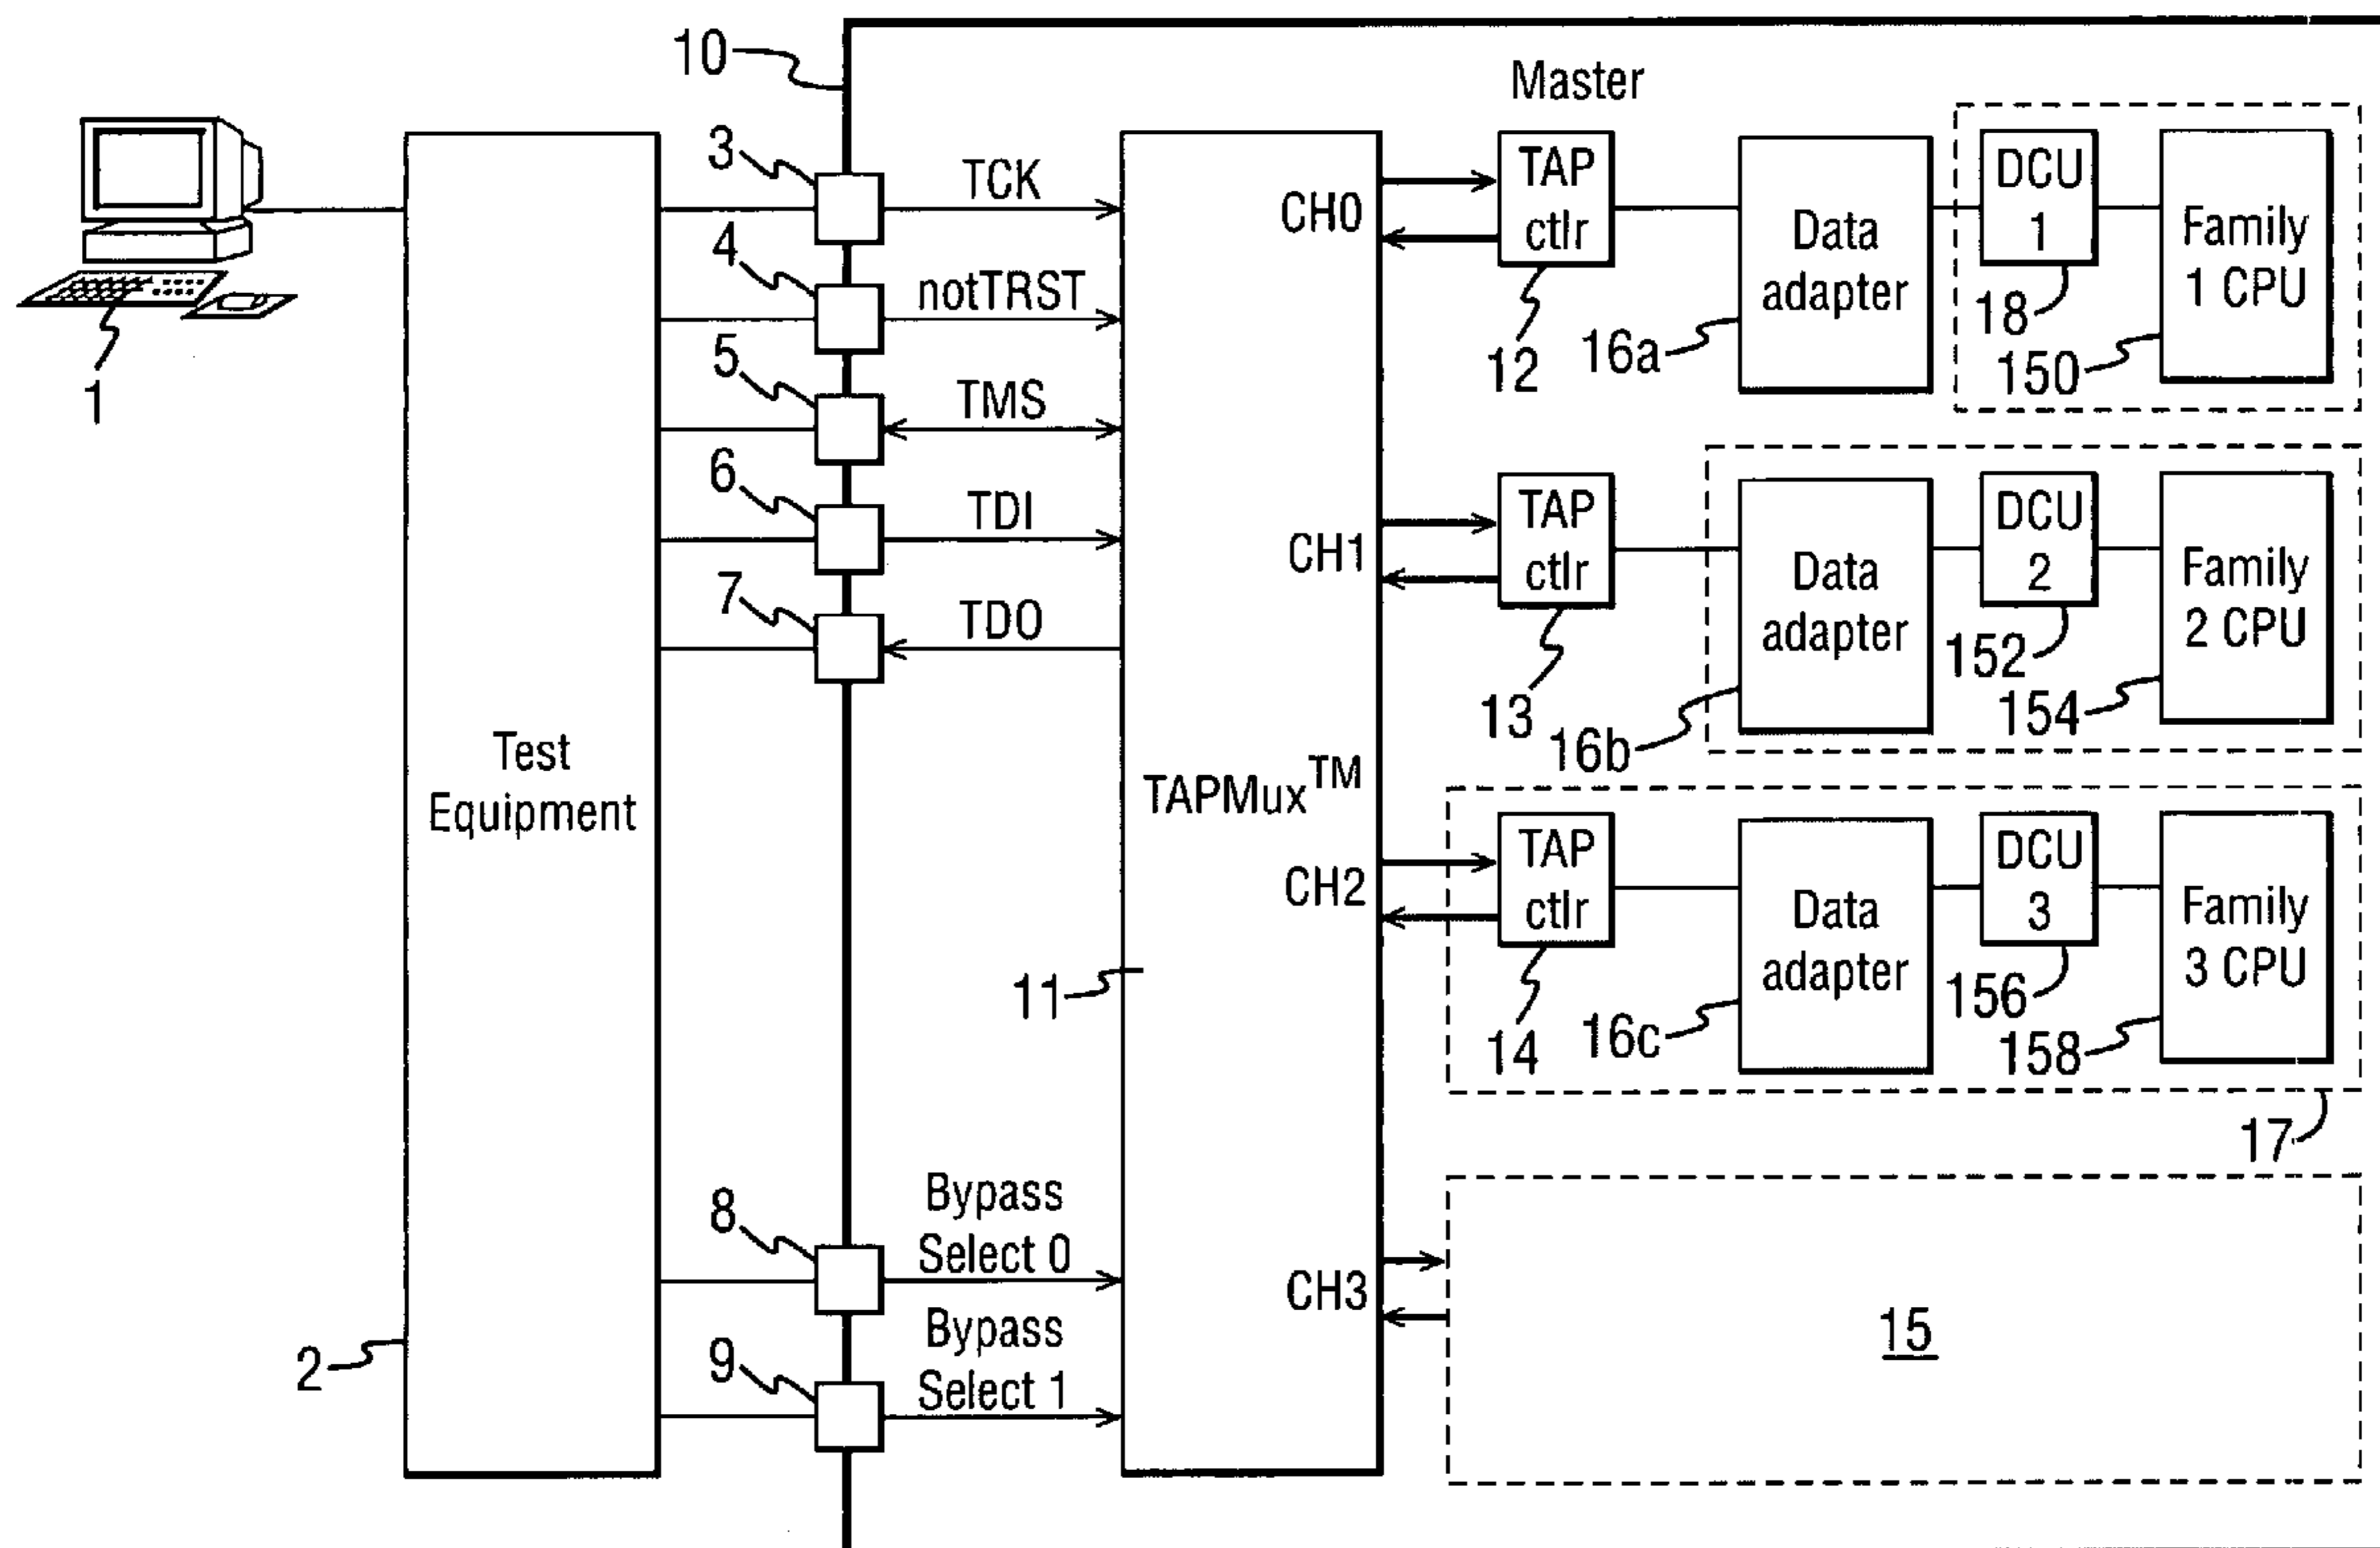 10
Master
3
TCK
4
notTRST
5
TMS
6
TDI
7
TDO
1
Test
Equipment
2
8
Bypass
Select 0
9
Bypass
Select 1
TAPMux™
11
CH0
TAP
ctlr
12
Data
adapter
16a
DCU
1
18
Family
1 CPU
150
CH1
TAP
ctlr
13
Data
adapter
16b
DCU
2
152
Family
2 CPU
154
CH2
TAP
ctlr
14
Data
adapter
16c
DCU
3
156
Family
3 CPU
158
17
CH3
15